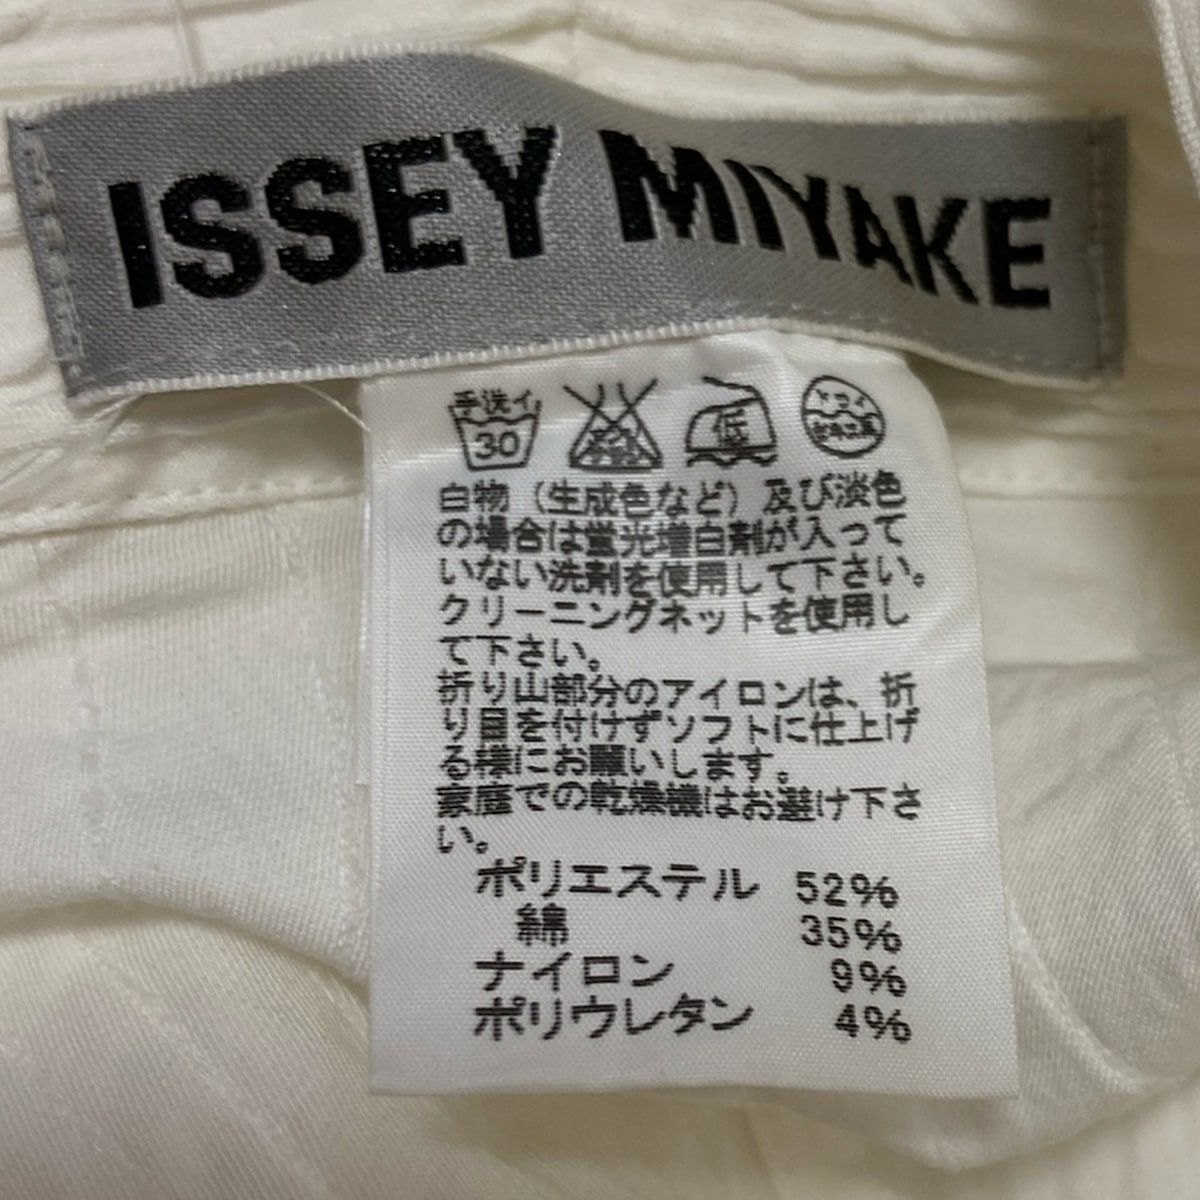 ISSEY MIYAKE
手洗イ
30
低
ドライ
白物（生成色など）及び淡色
の場合は蛍光増白剤が入って
いない洗剤を使用して下さい。
クリーニングネットを使用し
て下さい。
折り山部分のアイロンは、折
り目を付けずソフトに仕上げ
る様にお願いします。
家庭での乾燥機はお避け下さ
い。
ポリエステル 52%
綿 35%
ナイロン 9%
ポリウレタン 4%